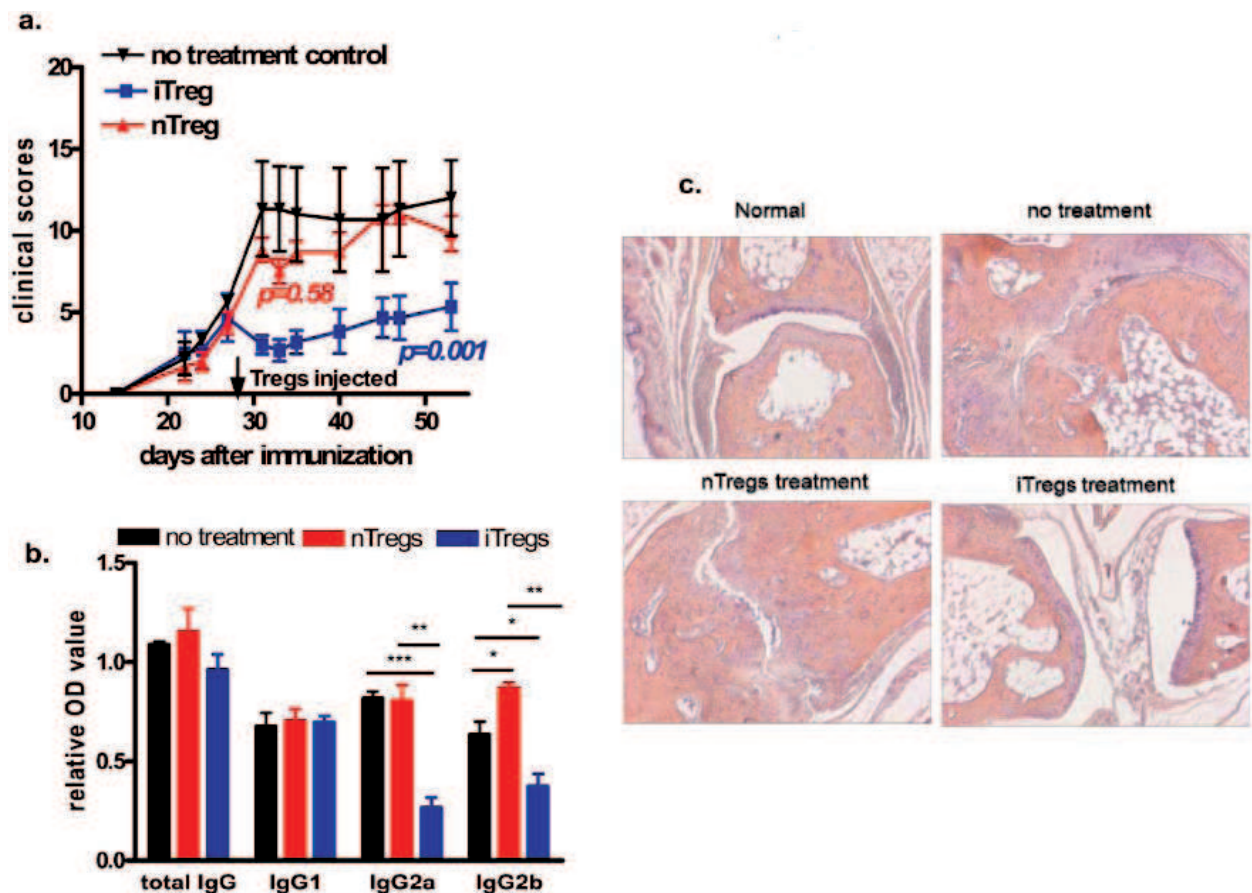 a.
no treatment control
iTreg
nTreg
20
15
10
5
0
clinical scores
p=0.58
p=0.001
Tregs injected
10 20 30 40 50
days after immunization
b.
no treatment nTregs iTregs
1.5
1.0
0.5
0.0
relative OD value
** 
***
**
*
*
total IgG IgG1 IgG2a IgG2b
c.
Normal
no treatment
nTregs treatment
iTregs treatment